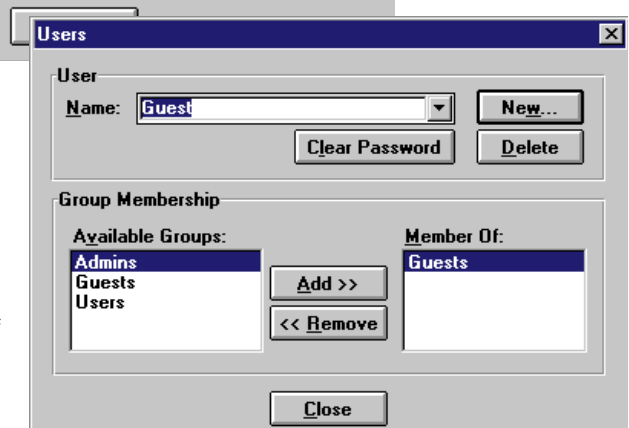 Users
User
Name: Guest New...
Clear Password Delete
Group Membership
Available Groups: Member Of:
Admins Guests
Guests Add >>
Users
<< Remove
Close